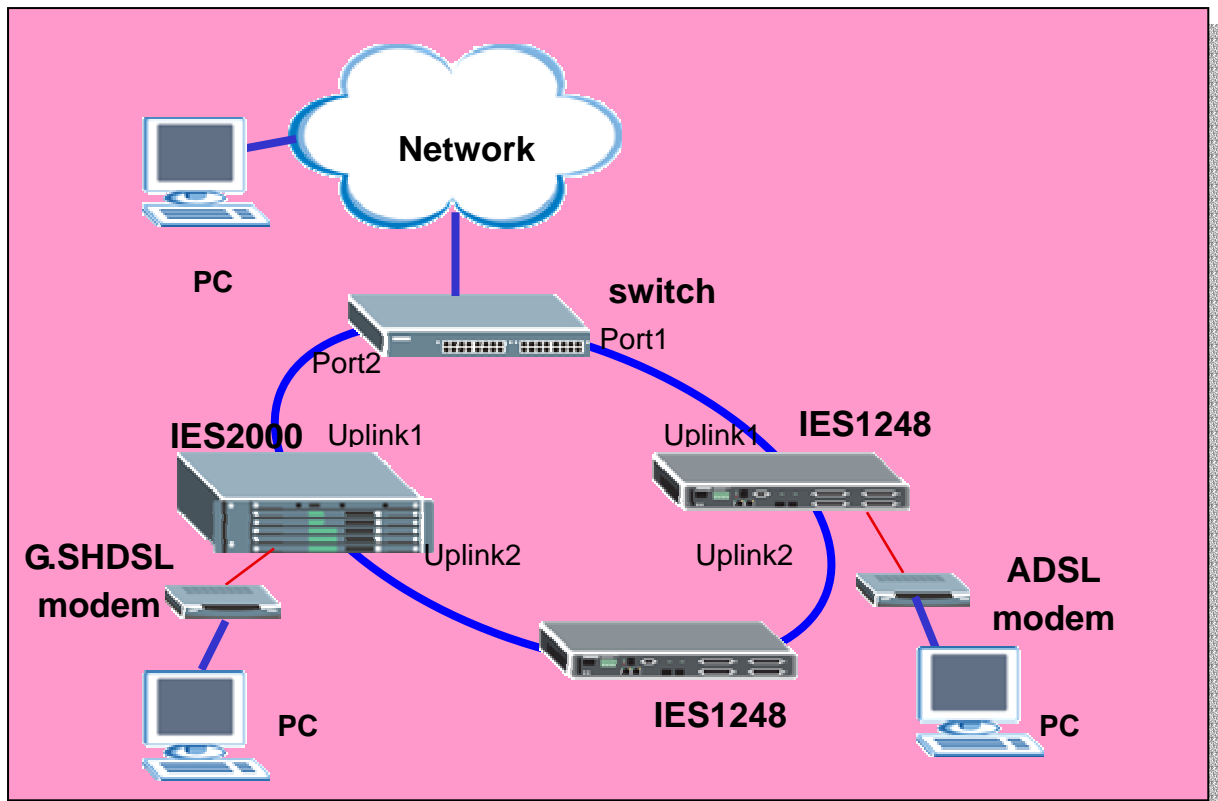 Network
PC
switch
Port1
Port2
IES2000
Uplink1
Uplink1
IES1248
G.SHDSL
modem
Uplink2
Uplink2
ADSL
modem
PC
IES1248
PC